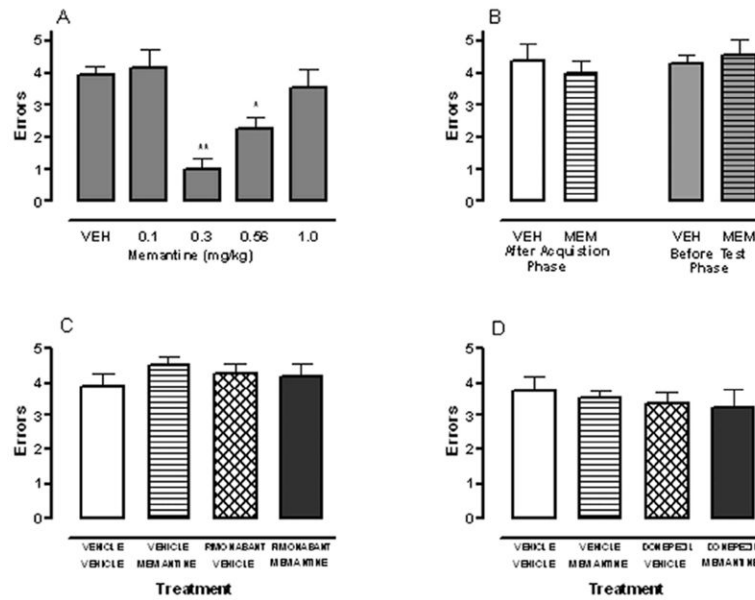 A
5
4
3
2
1
0
Errors
**
*
VEH 0.1 0.3 0.56 1.0
Memantine (mg/kg)
B
5
4
3
2
1
0
Errors
VEH MEM VEH MEM
After Acquistion Before Test
Phase Phase
C
5
4
3
2
1
0
Errors
VEHICLE VEHICLE RIMONABANT RIMONABANT
VEHICLE MEMANTINE VEHICLE MEMANTINE
Treatment
D
5
4
3
2
1
0
Errors
VEHICLE VEHICLE DONEPEZIL DONEPEZIL
VEHICLE MEMANTINE VEHICLE MEMANTINE
Treatment